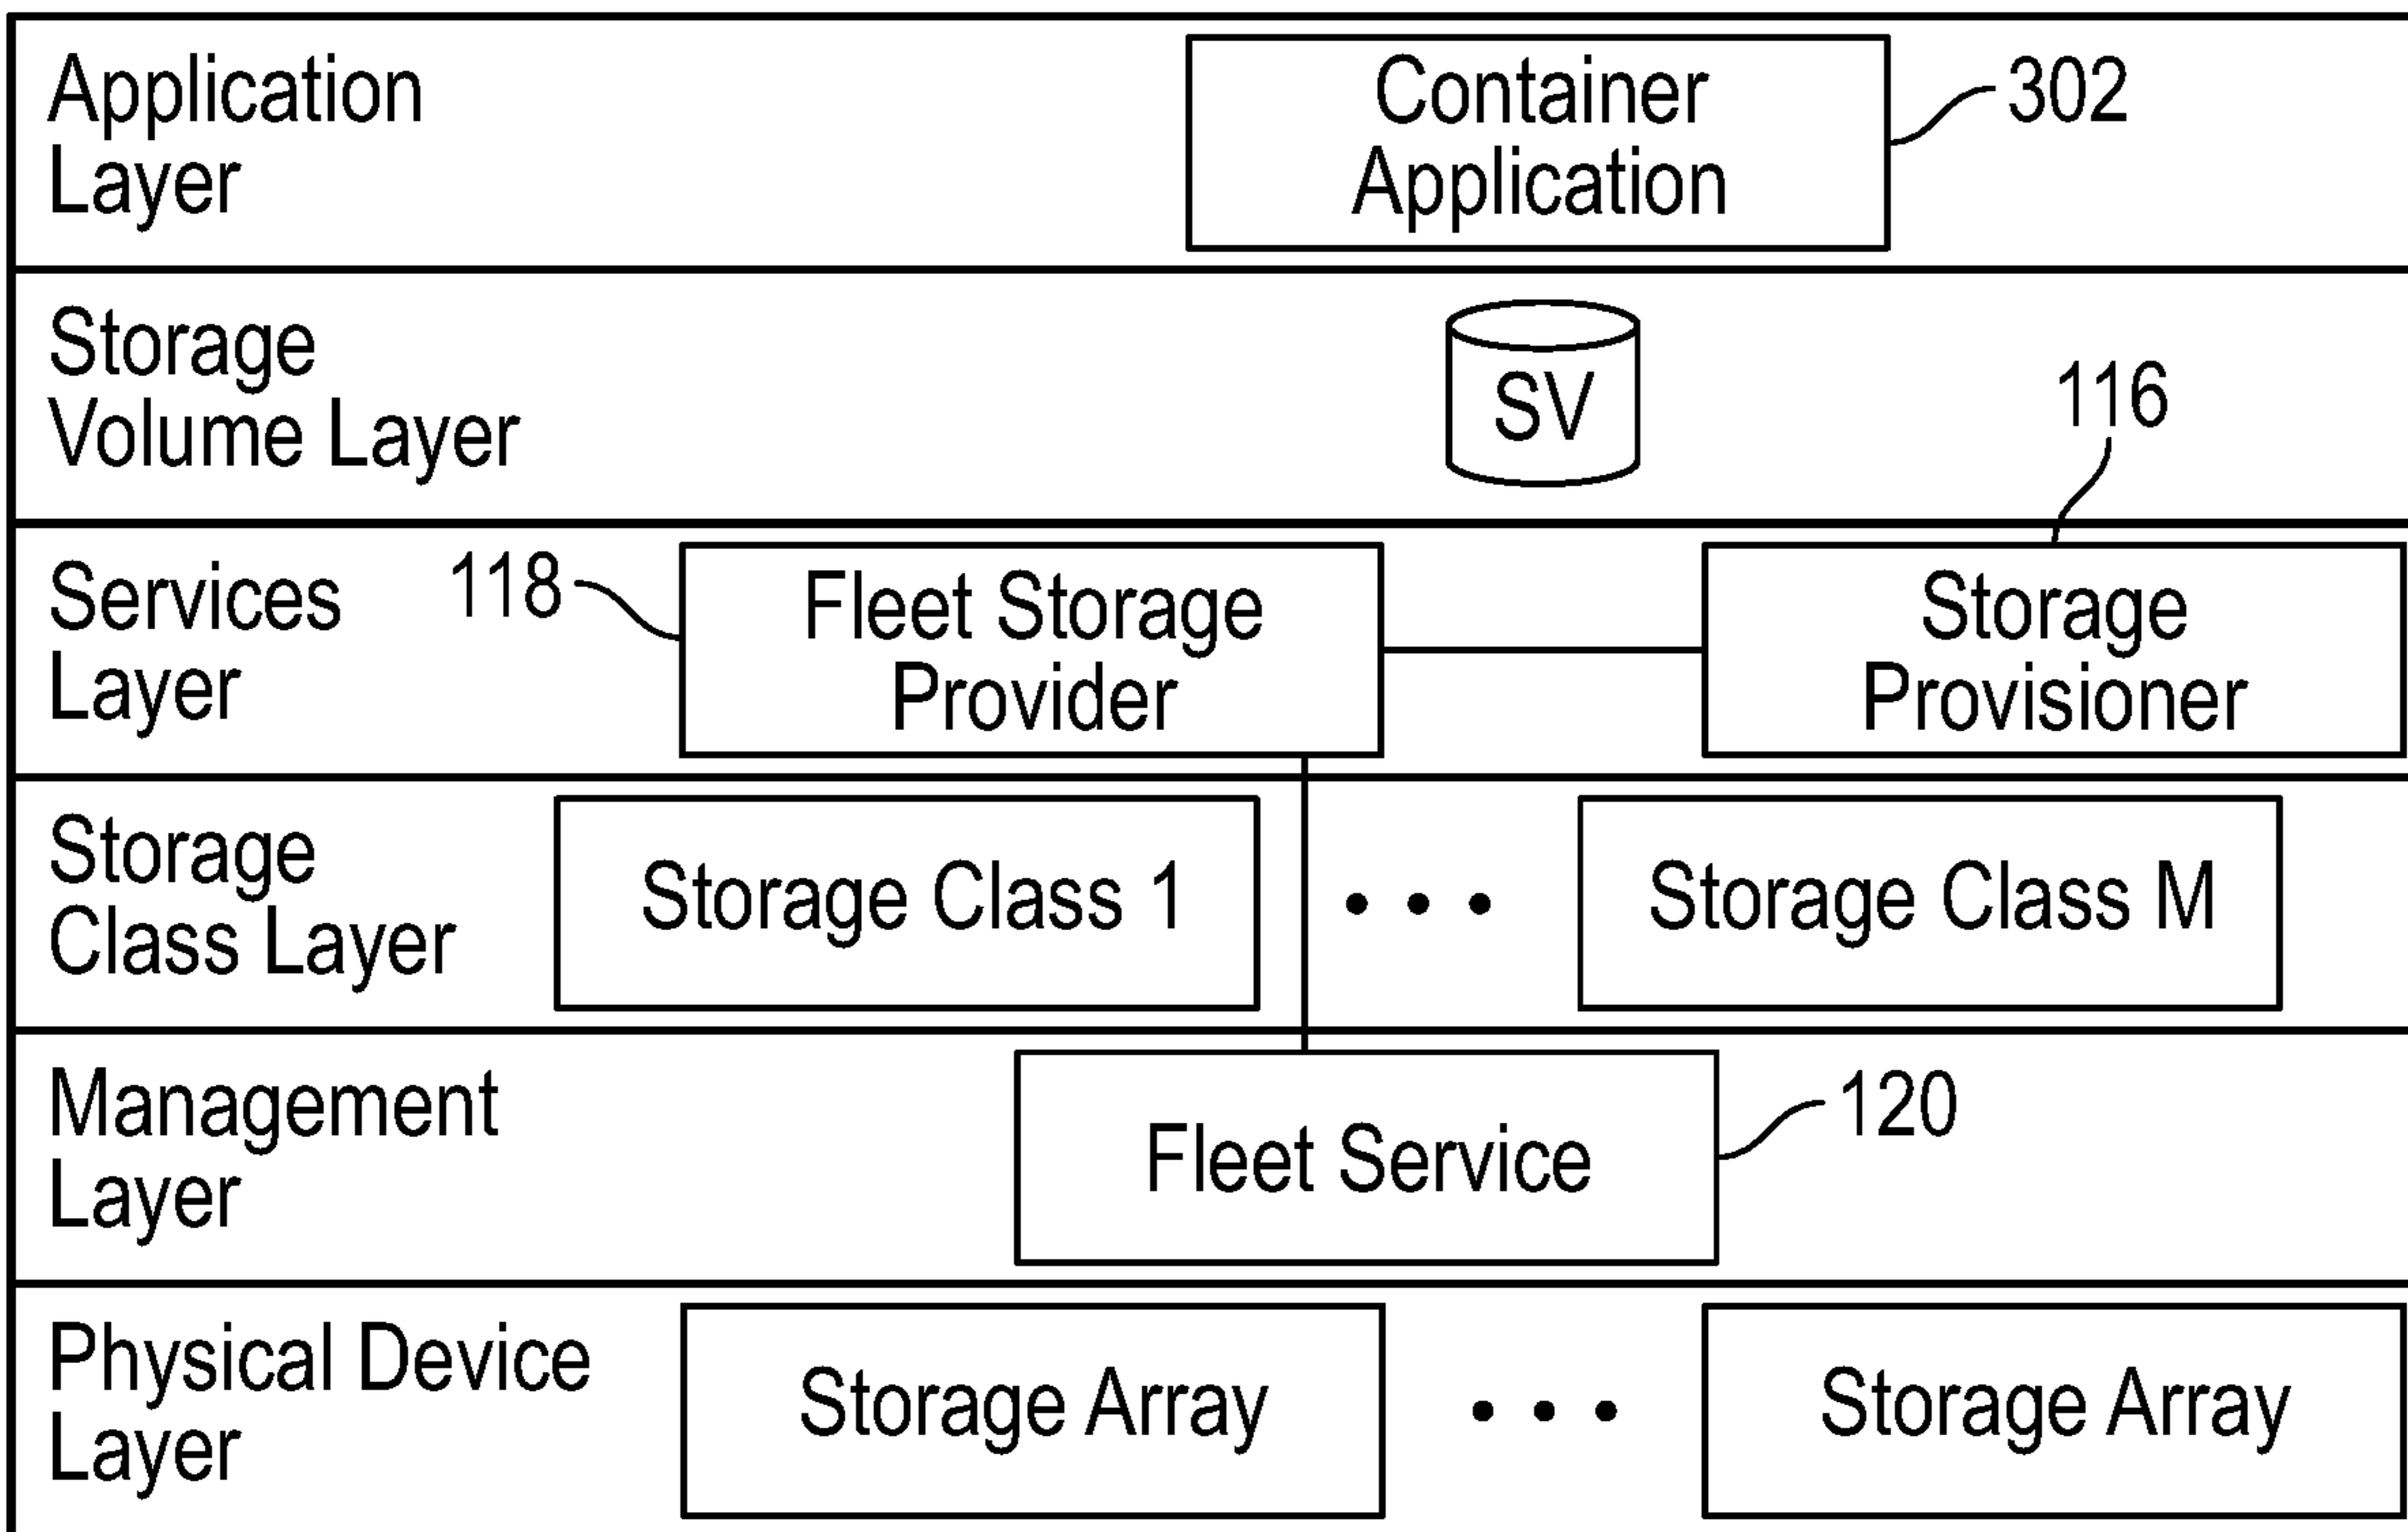 Application
Layer
Container
Application
302
Storage
Volume Layer
SV
116
Services
Layer
118
Fleet Storage
Provider
Storage
Provisioner
Storage
Class Layer
Storage Class 1
• • •
Storage Class M
Management
Layer
Fleet Service
120
Physical Device
Layer
Storage Array
• • •
Storage Array